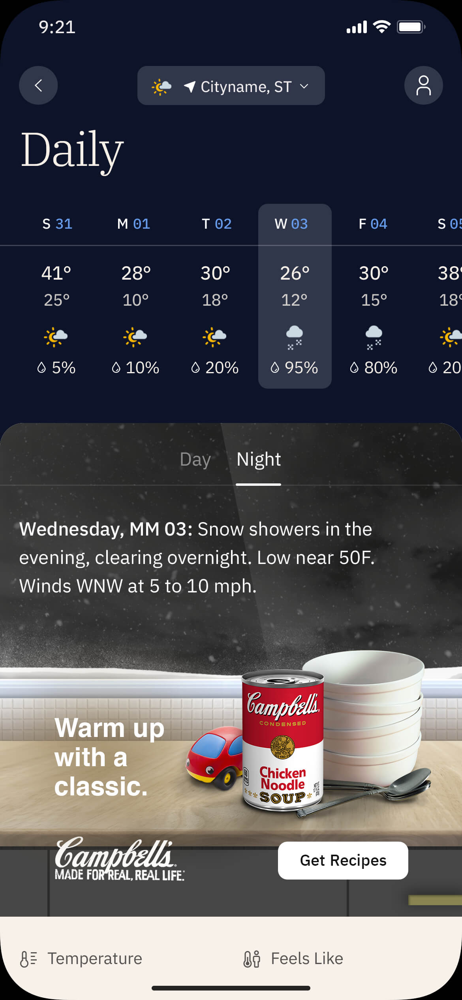 9:21
Cityname, ST
Daily
S 31 M 01 T 02 W 03 F 04 S 05
41° 28° 30° 26° 30° 38°
25° 10° 18° 12° 15° 18°
5% 10% 20% 95% 80% 20
Day Night
Wednesday, MM 03: Snow showers in the
evening, clearing overnight. Low near 50F.
Winds WNW at 5 to 10 mph.
Warm up
with a
classic.
Campbell's®
CONDENSED
Chicken
Noodle
SOUP
Campbell's®
MADE FOR REAL, REAL LIFE.
Get Recipes
Temperature Feels Like